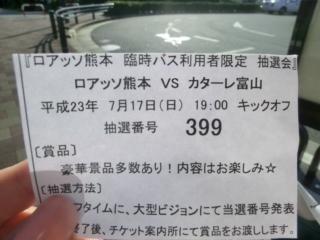 『ロアッソ熊本 臨時バス利用者限定 抽選会』
ロアッソ熊本 VS カターレ富山
平成23年 7月17日(日) 19:00 キックオフ
抽選番号 399
〔賞品〕
豪華景品多数あり！内容はお楽しみ☆
〔抽選方法〕
フタイムに、大型ビジョンにて当選番号発表
終了後、チケット案内所にて賞品をお渡しします。